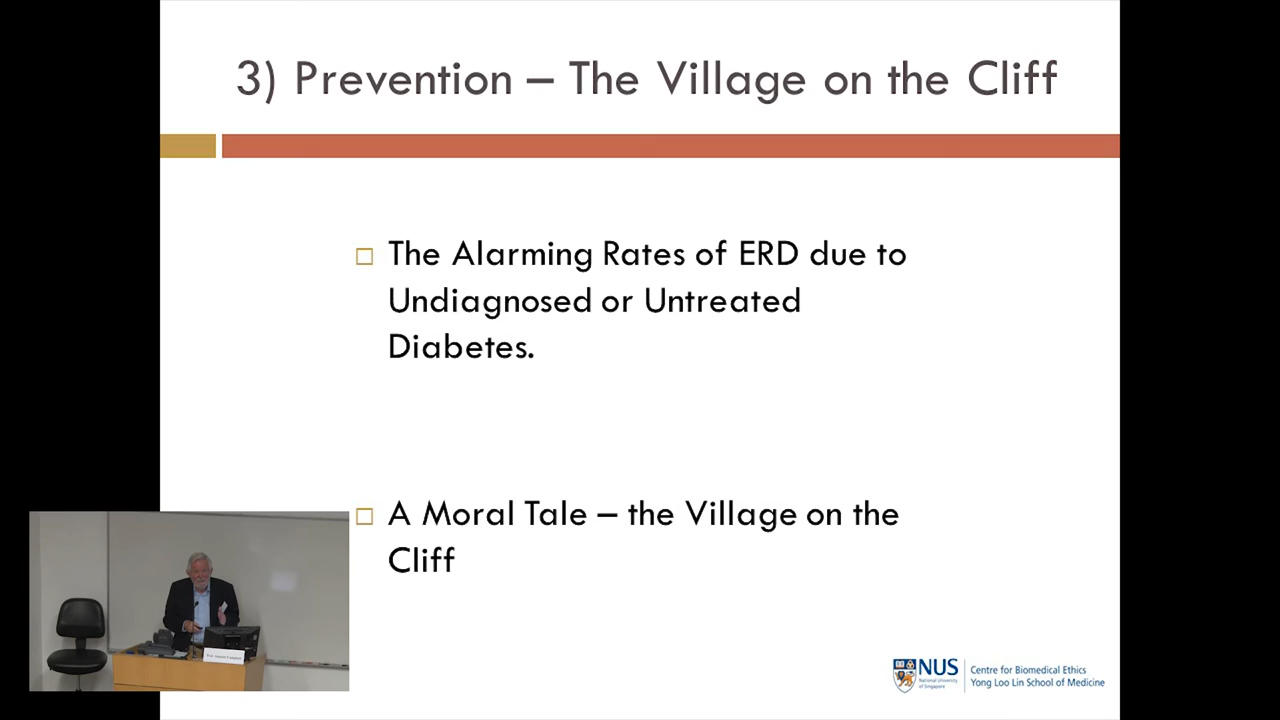 3) Prevention – The Village on the Cliff
The Alarming Rates of ERD due to
Undiagnosed or Untreated
Diabetes.
A Moral Tale – the Village on the
Cliff
NUS
National University
of Singapore
Centre for Biomedical Ethics
Yong Loo Lin School of Medicine